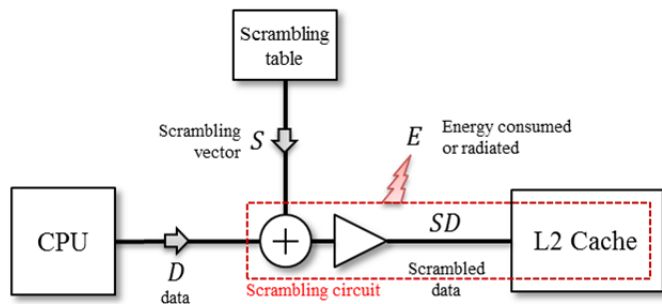 Scrambling
table
Scrambling
vector
S
E
Energy consumed
or radiated
CPU
D
data
+
SD
Scrambled
data
L2 Cache
Scrambling circuit